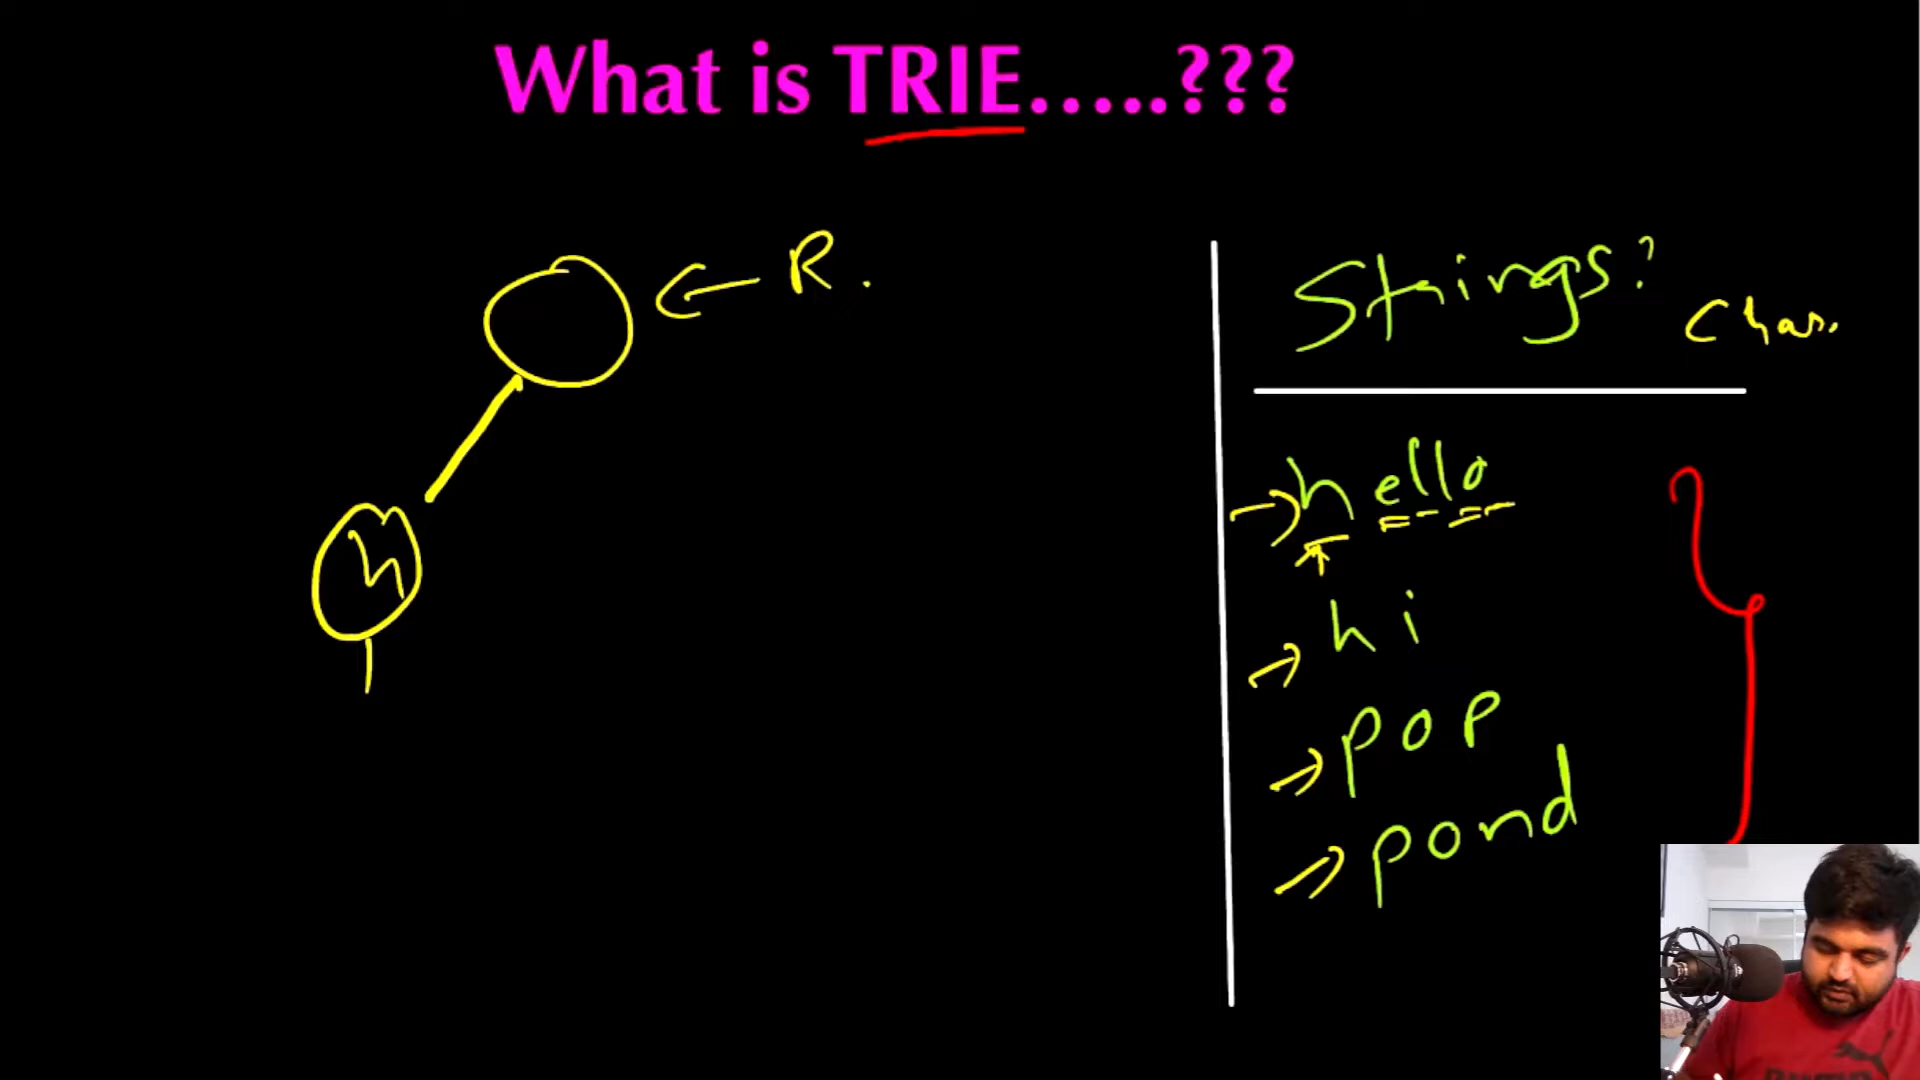 What is TRIE.....???
R.
Strings?
Char.
h
hello
hi
pop
pond